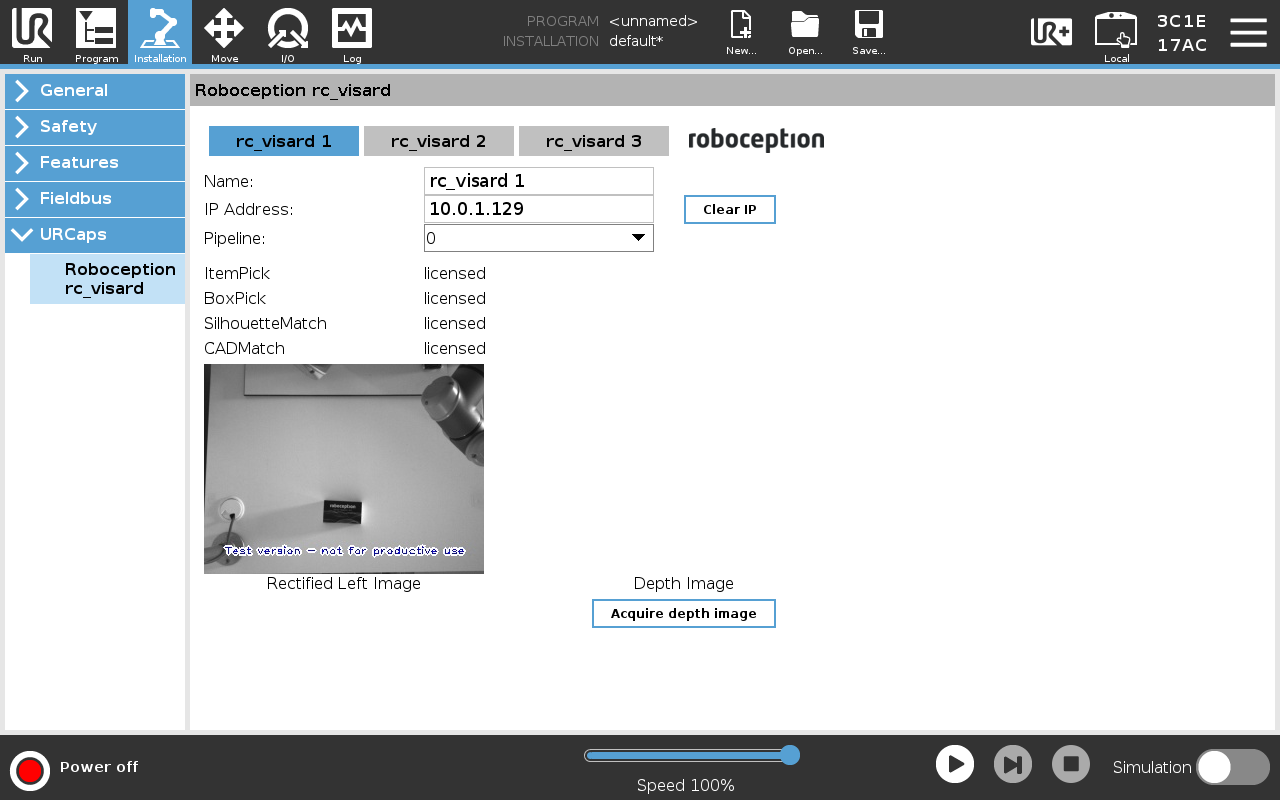 PROGRAM <unnamed>
INSTALLATION default*
Run Program Installation Move I/O Log New... Open... Save... UR+ Local
3C1E
17AC
General
Safety
Features
Fieldbus
URCaps
Roboception
rc_visard
Roboception rc_visard
rc_visard 1 rc_visard 2 rc_visard 3 roboception
Name: rc_visard 1
IP Address: 10.0.1.129 Clear IP
Pipeline: 0
ItemPick licensed
BoxPick licensed
SilhouetteMatch licensed
CADMatch licensed
roboception
Test version - not for productive use
Rectified Left Image Depth Image
Acquire depth image
Power off
Speed 100%
Simulation